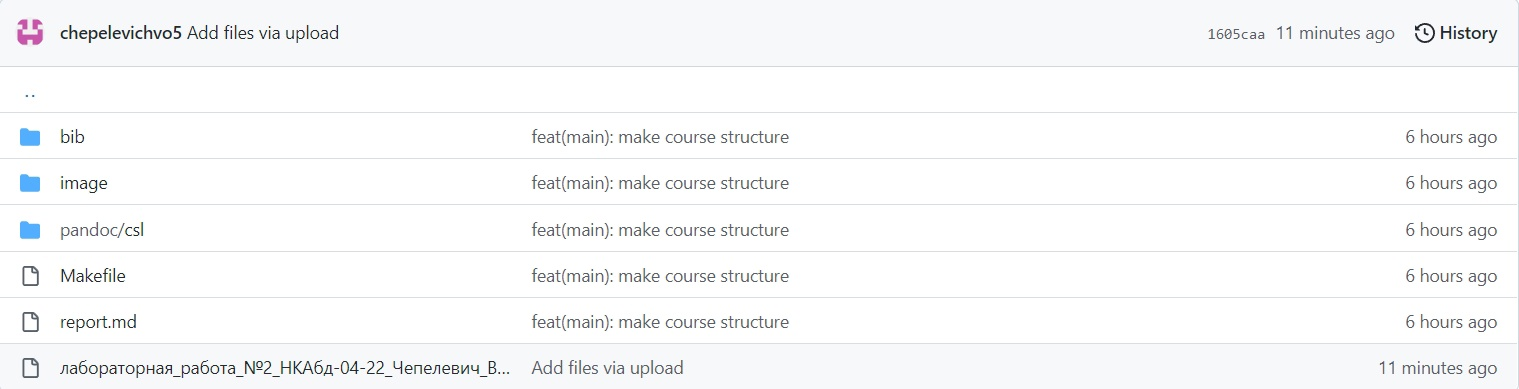 chepelevichvo5 Add files via upload 1605caa 11 minutes ago History
..
bib feat(main): make course structure 6 hours ago
image feat(main): make course structure 6 hours ago
pandoc/csl feat(main): make course structure 6 hours ago
Makefile feat(main): make course structure 6 hours ago
report.md feat(main): make course structure 6 hours ago
лабораторная_работа_№2_НКАбд-04-22_Чепелевич_В... Add files via upload 11 minutes ago